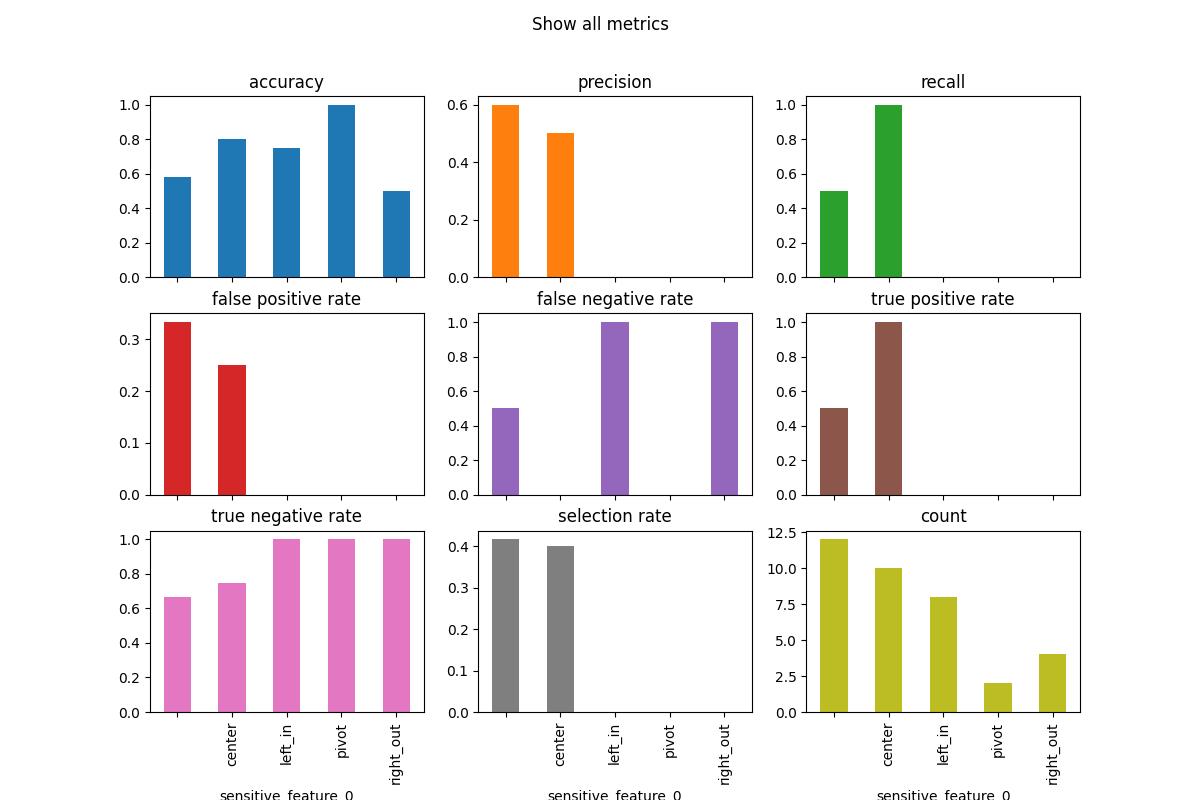 Show all metrics
accuracy
precision
recall
1.0
0.8
0.6
0.4
0.2
0.0
0.6
0.4
0.2
0.0
1.0
0.8
0.6
0.4
0.2
0.0
false positive rate
false negative rate
true positive rate
0.3
0.2
0.1
0.0
1.0
0.8
0.6
0.4
0.2
0.0
1.0
0.8
0.6
0.4
0.2
0.0
true negative rate
selection rate
count
1.0
0.8
0.6
0.4
0.2
0.0
0.4
0.3
0.2
0.1
0.0
12.5
10.0
7.5
5.0
2.5
0.0
center
left_in
pivot
right_out
center
left_in
pivot
right_out
center
left_in
pivot
right_out
sensitive_feature_0
sensitive_feature_0
sensitive_feature_0